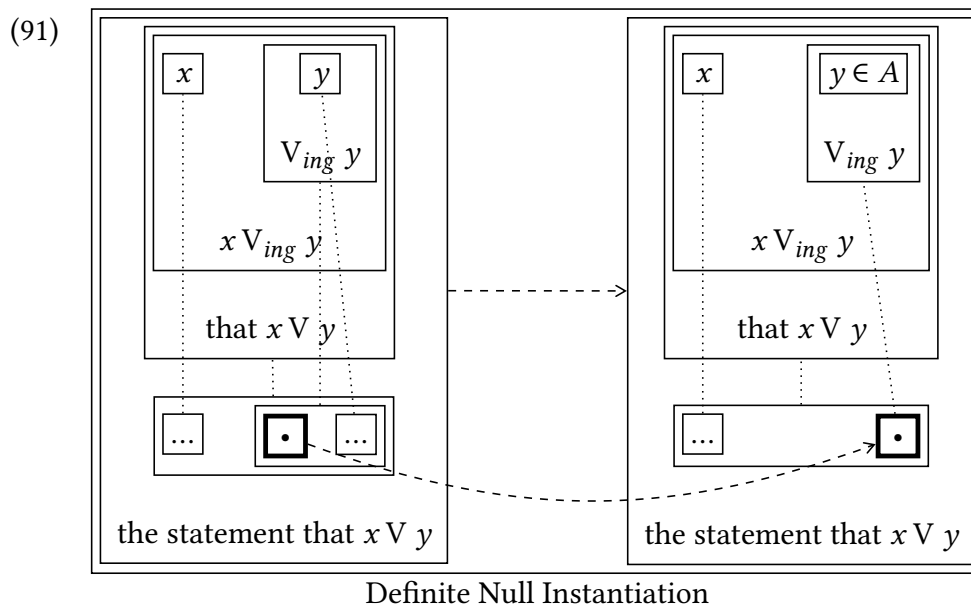 (91)
x y x y ∈ A
V_ing y V_ing y
x V_ing y x V_ing y
that x V y that x V y
... • ... ... •
the statement that x V y the statement that x V y
Definite Null Instantiation